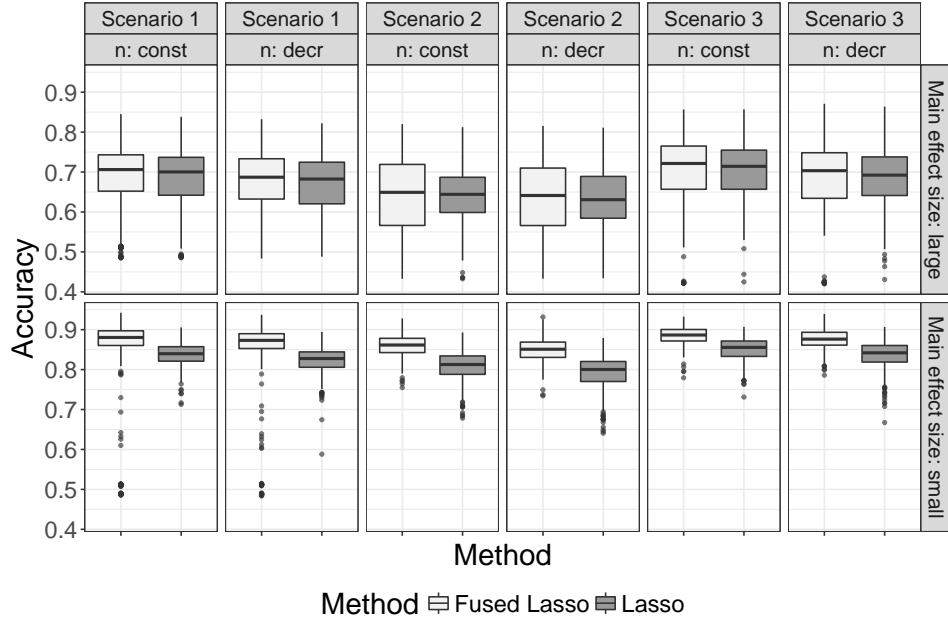 Scenario 1 Scenario 1 Scenario 2 Scenario 2 Scenario 3 Scenario 3
n: const n: decr n: const n: decr n: const n: decr
Main effect size: large
0.9
0.8
0.7
0.6
0.5
0.4
Accuracy
Main effect size: small
0.9
0.8
0.7
0.6
0.5
0.4
Method
Method Fused Lasso Lasso